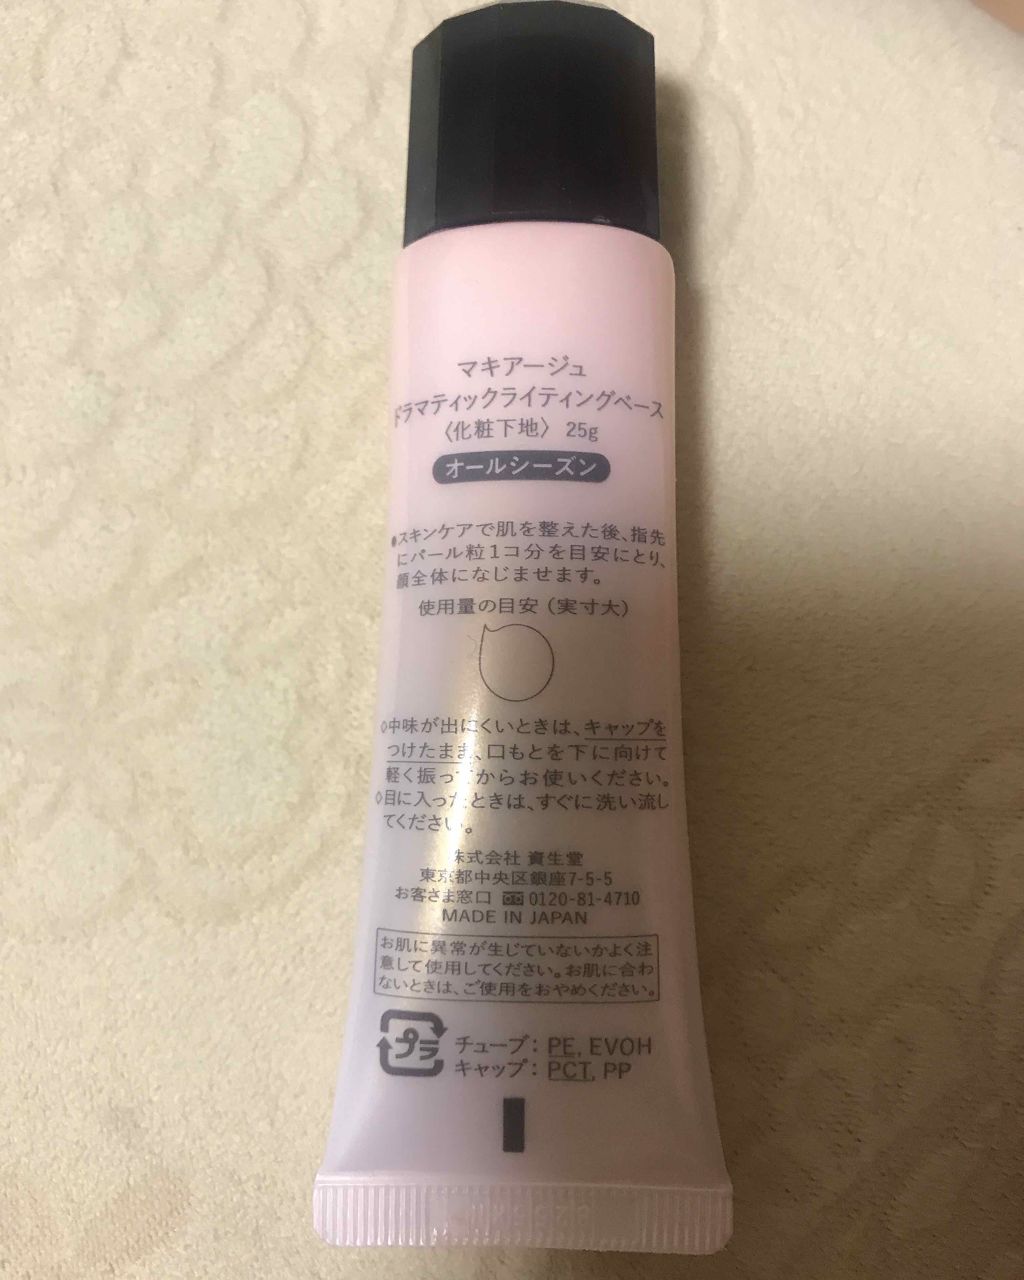 マキアージュ
ドラマティックライティングベース
〈化粧下地〉 25g
オールシーズン
●スキンケアで肌を整えた後、指先
にパール粒1コ分を目安にとり、
顔全体になじませます。
使用量の目安（実寸大）
◇中味が出にくいときは、キャップを
つけたまま、口もとを下に向けて
軽く振ってからお使いください。
◇目に入ったときは、すぐに洗い流し
てください。
株式会社 資生堂
東京都中央区銀座7-5-5
お客さま窓口 0120-81-4710
MADE IN JAPAN
お肌に異常が生じていないかよく注
意して使用してください。お肌に合わ
ないときは、ご使用をおやめください。
プラ チューブ：PE, EVOH
キャップ：PCT, PP